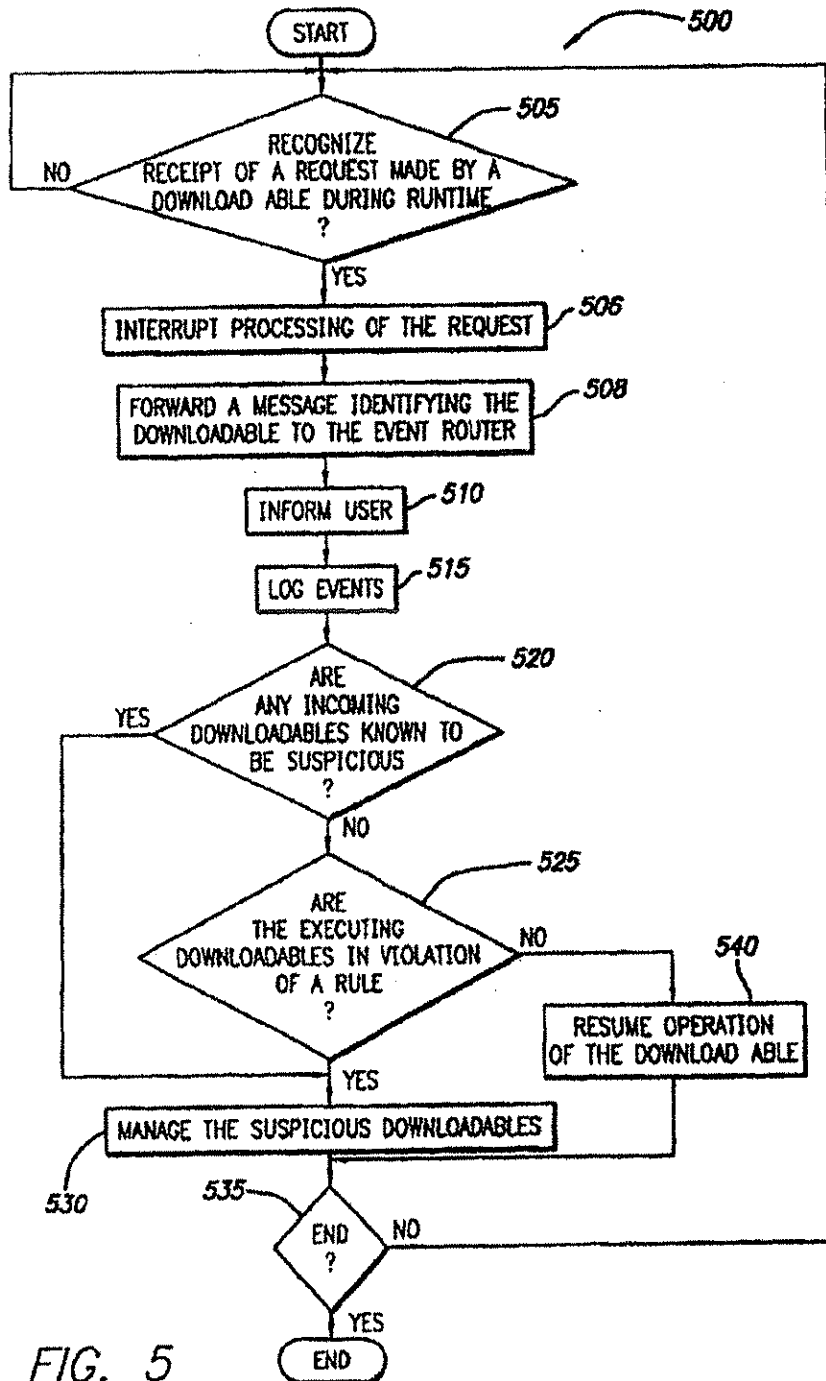 START
500
505
RECOGNIZE
RECEIPT OF A REQUEST MADE BY A
DOWNLOAD ABLE DURING RUNTIME
?
NO
YES
INTERRUPT PROCESSING OF THE REQUEST
506
FORWARD A MESSAGE IDENTIFYING THE
DOWNLOADABLE TO THE EVENT ROUTER
508
INFORM USER
510
LOG EVENTS
515
520
ARE
ANY INCOMING
DOWNLOADABLES KNOWN TO
BE SUSPICIOUS
?
YES
NO
525
ARE
THE EXECUTING
DOWNLOADABLES IN VIOLATION
OF A RULE
?
NO
540
RESUME OPERATION
OF THE DOWNLOAD ABLE
YES
MANAGE THE SUSPICIOUS DOWNLOADABLES
530
535
END
?
NO
YES
END
FIG. 5